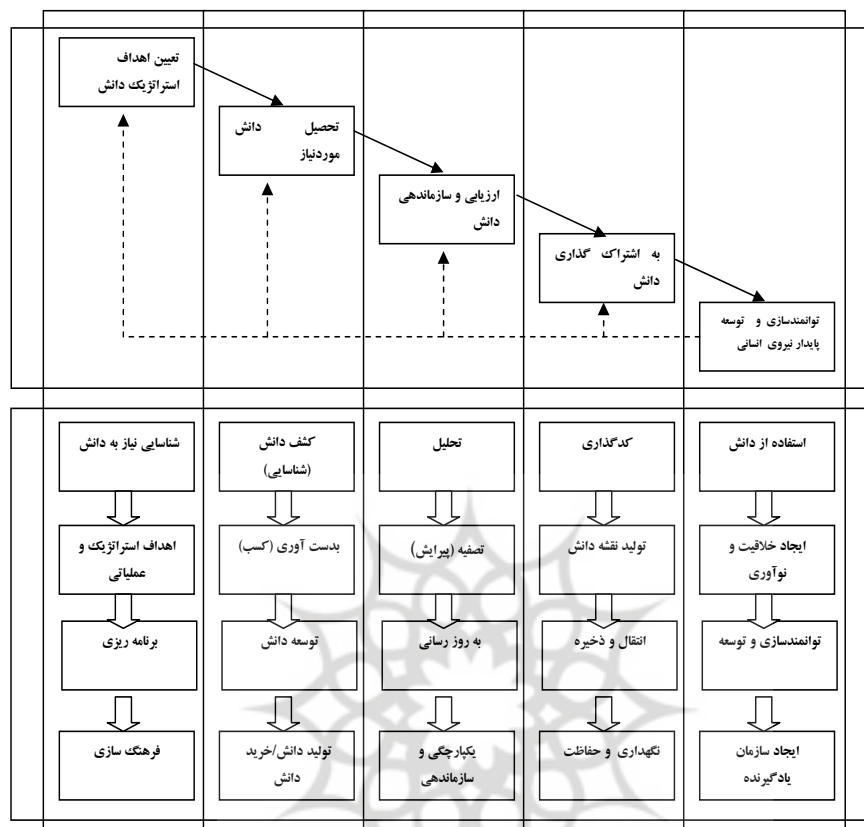 تعیین اهداف
استراتژیک دانش
تحصیل دانش
موردنیاز
ارزیابی و سازماندهی
دانش
به اشتراک گذاری
دانش
توانمندسازی و توسعه
پایدار نیروی انسانی
شناسایی نیاز به دانش
کشف دانش
(شناسایی)
تحلیل
کدگذاری
استفاده از دانش
اهداف استراتژیک و
عملیاتی
بدست آوری (کسب)
تصفیه (پیرایش)
تولید نقشه دانش
ایجاد خلاقیت و
نوآوری
برنامه ریزی
توسعه دانش
به روز رسانی
انتقال و ذخیره
توانمندسازی و توسعه
فرهنگ سازی
تولید دانش/خرید
دانش
یکپارچگی و
سازماندهی
نگهداری و حفاظت
ایجاد سازمان
یادگیرنده